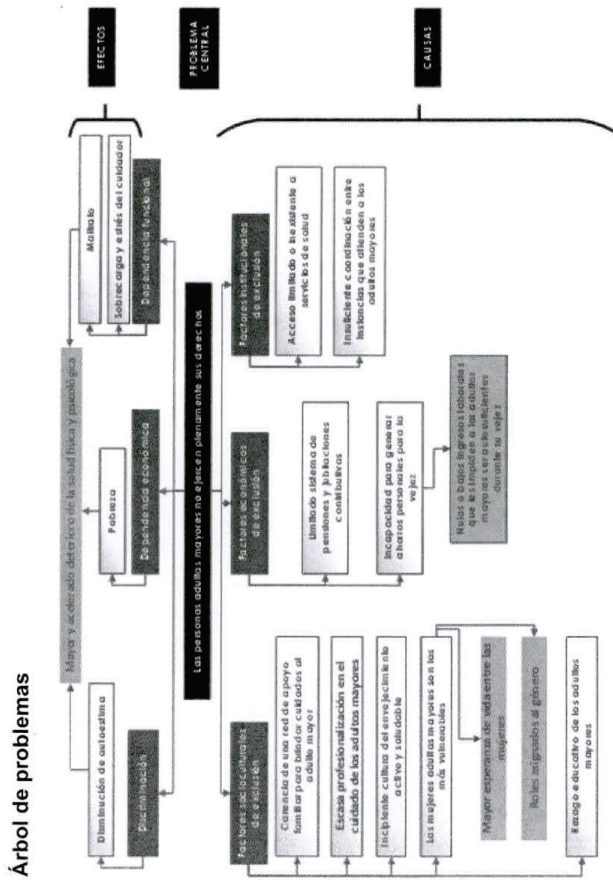 Árbol de problemas
EFECTOS
Mayor y acelerado deterioro de la salud física y psicológica
Disminución de autoestima
Discriminación
Pobreza
Dependencia económica
Maltrato
Sobrecarga y estrés del cuidador
Dependencia funcional
PROBLEMA
CENTRAL
Las personas adultas mayores no ejercen plenamente sus derechos
CAUSAS
Factores socioculturales
de exclusión
Carencia de una red de apoyo
familiar para brindar cuidados al
adulto mayor
Escasa profesionalización en el
cuidado de los adultos mayores
Incipiente cultura del envejecimiento
activo y saludable
Las mujeres adultas mayores son las
más vulnerables
Mayor esperanza de vida entre las
mujeres
Roles asignados al género
Rezago educativo de los adultos
mayores
Factores económicos
de exclusión
Limitado sistema de
pensiones y jubilaciones
contributivas
Incapacidad para generar
ahorros personales para la
vejez
Nulos o bajos ingresos laborales
que les impiden a los adultos
mayores ser autosuficientes
durante su vejez
Factores institucionales
de exclusión
Acceso limitado o inexistente a
servicios de salud
Insuficiente coordinación entre
instancias que atienden a los
adultos mayores